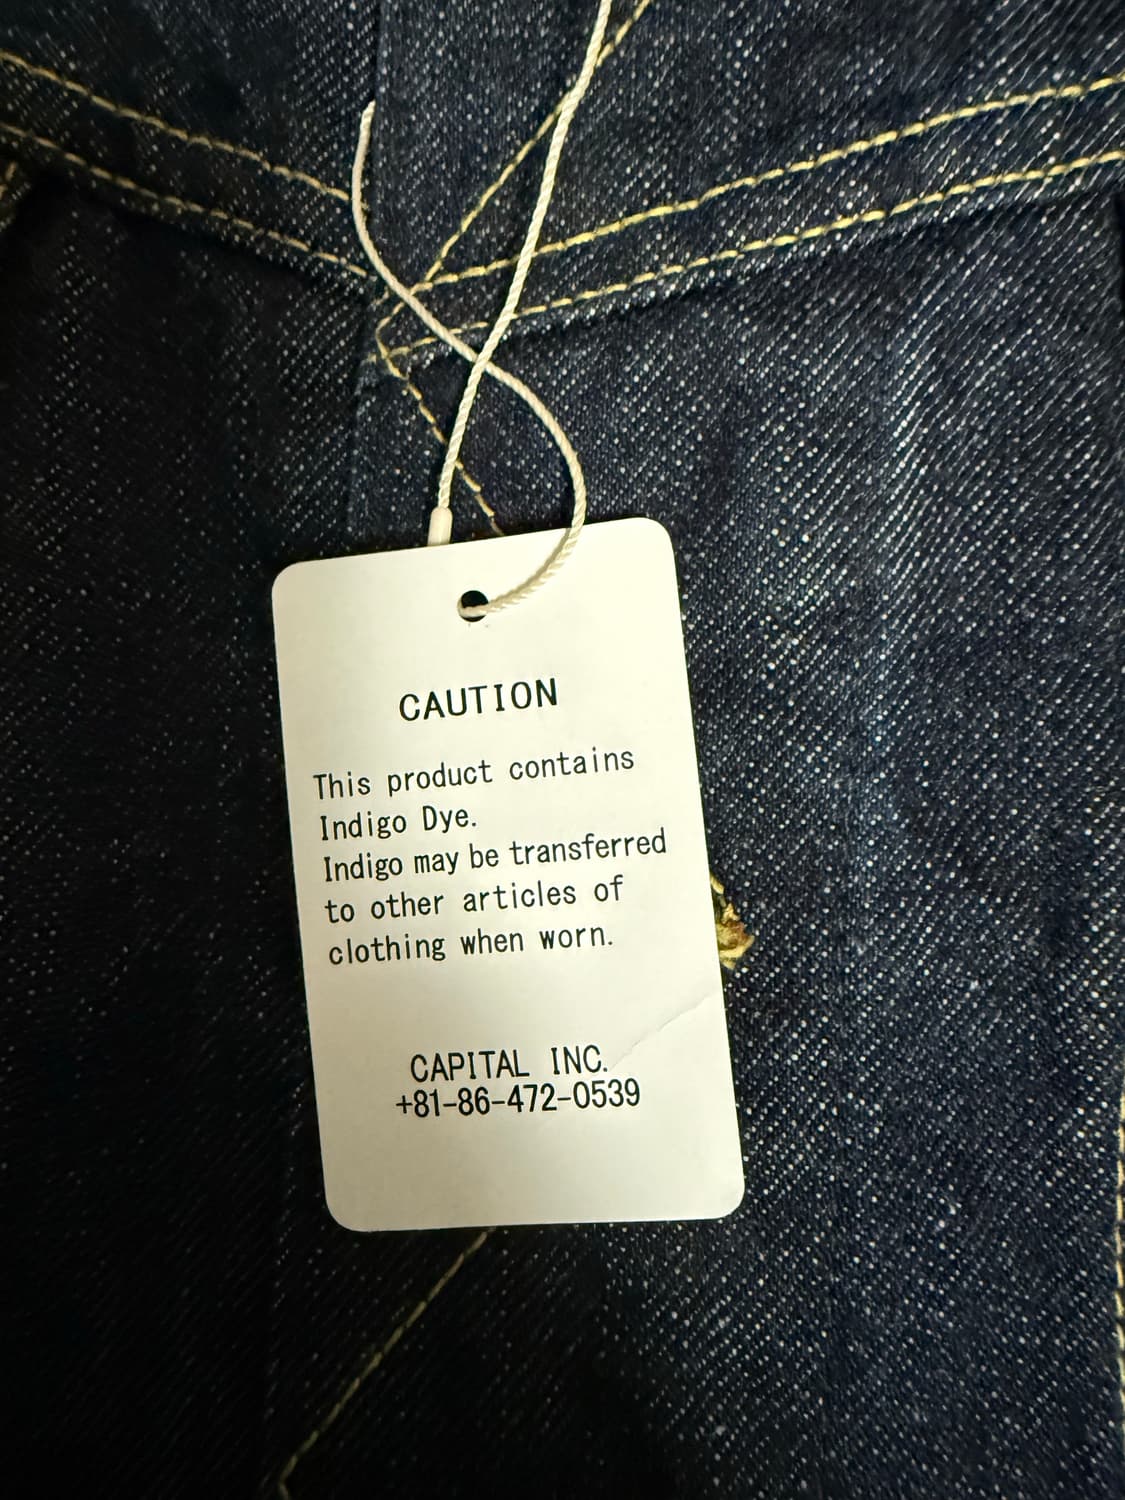 CAUTION
This product contains
Indigo Dye.
Indigo may be transferred
to other articles of
clothing when worn.
CAPITAL INC.
+81-86-472-0539